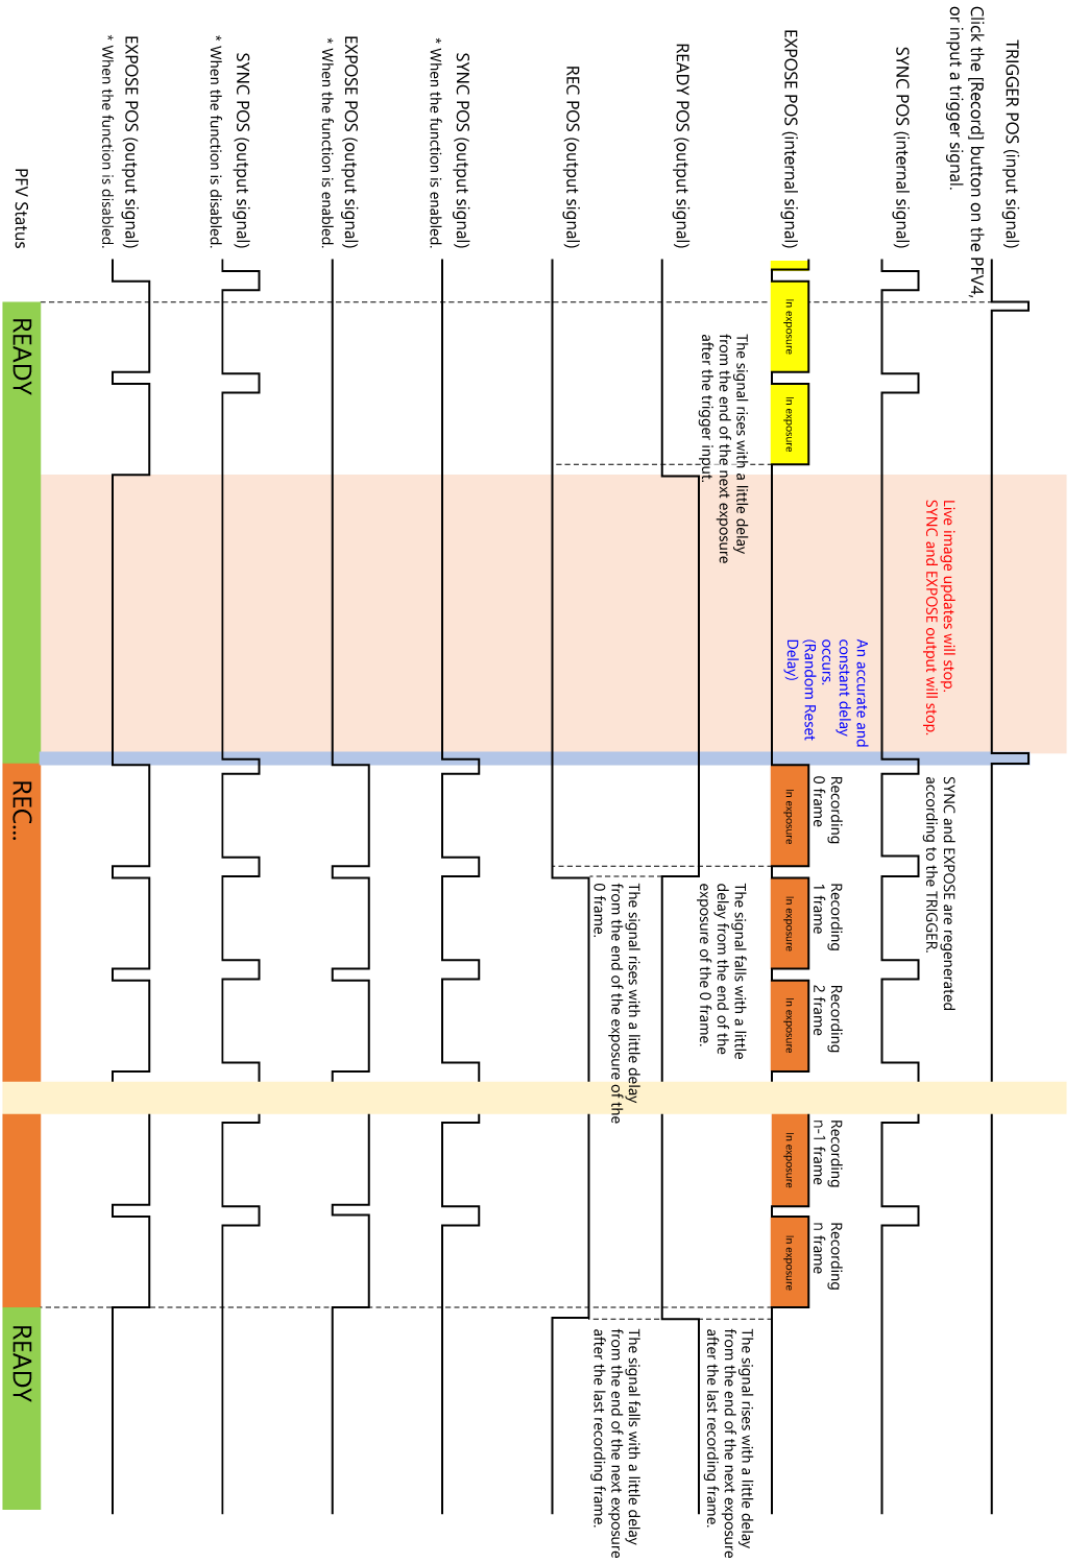 TRIGGER POS (input signal)
Click the [Record] button on the PFV4,
or input a trigger signal.
SYNC POS (internal signal)
Live image updates will stop.
SYNC and EXPOSE output will stop.
SYNC and EXPOSE are regenerated
according to the TRIGGER.
EXPOSE POS (internal signal)
In exposure
In exposure
An accurate and
constant delay
occurs.
(Random Reset
Delay)
Recording
0 frame
In exposure
Recording
1 frame
In exposure
Recording
2 frame
In exposure
Recording
n-1 frame
In exposure
Recording
n frame
In exposure
READY POS (output signal)
The signal rises with a little delay
from the end of the next exposure
after the trigger input.
The signal falls with a little
delay from the end of the
exposure of the 0 frame.
The signal rises with a little delay
from the end of the next exposure
after the last recording frame.
REC POS (output signal)
The signal rises with a little delay
from the end of the exposure of the
0 frame.
The signal falls with a little delay
from the end of the next exposure
after the last recording frame.
SYNC POS (output signal)
* When the function is enabled.
EXPOSE POS (output signal)
* When the function is enabled.
SYNC POS (output signal)
* When the function is disabled.
EXPOSE POS (output signal)
* When the function is disabled.
PFV Status
READY
REC...
READY